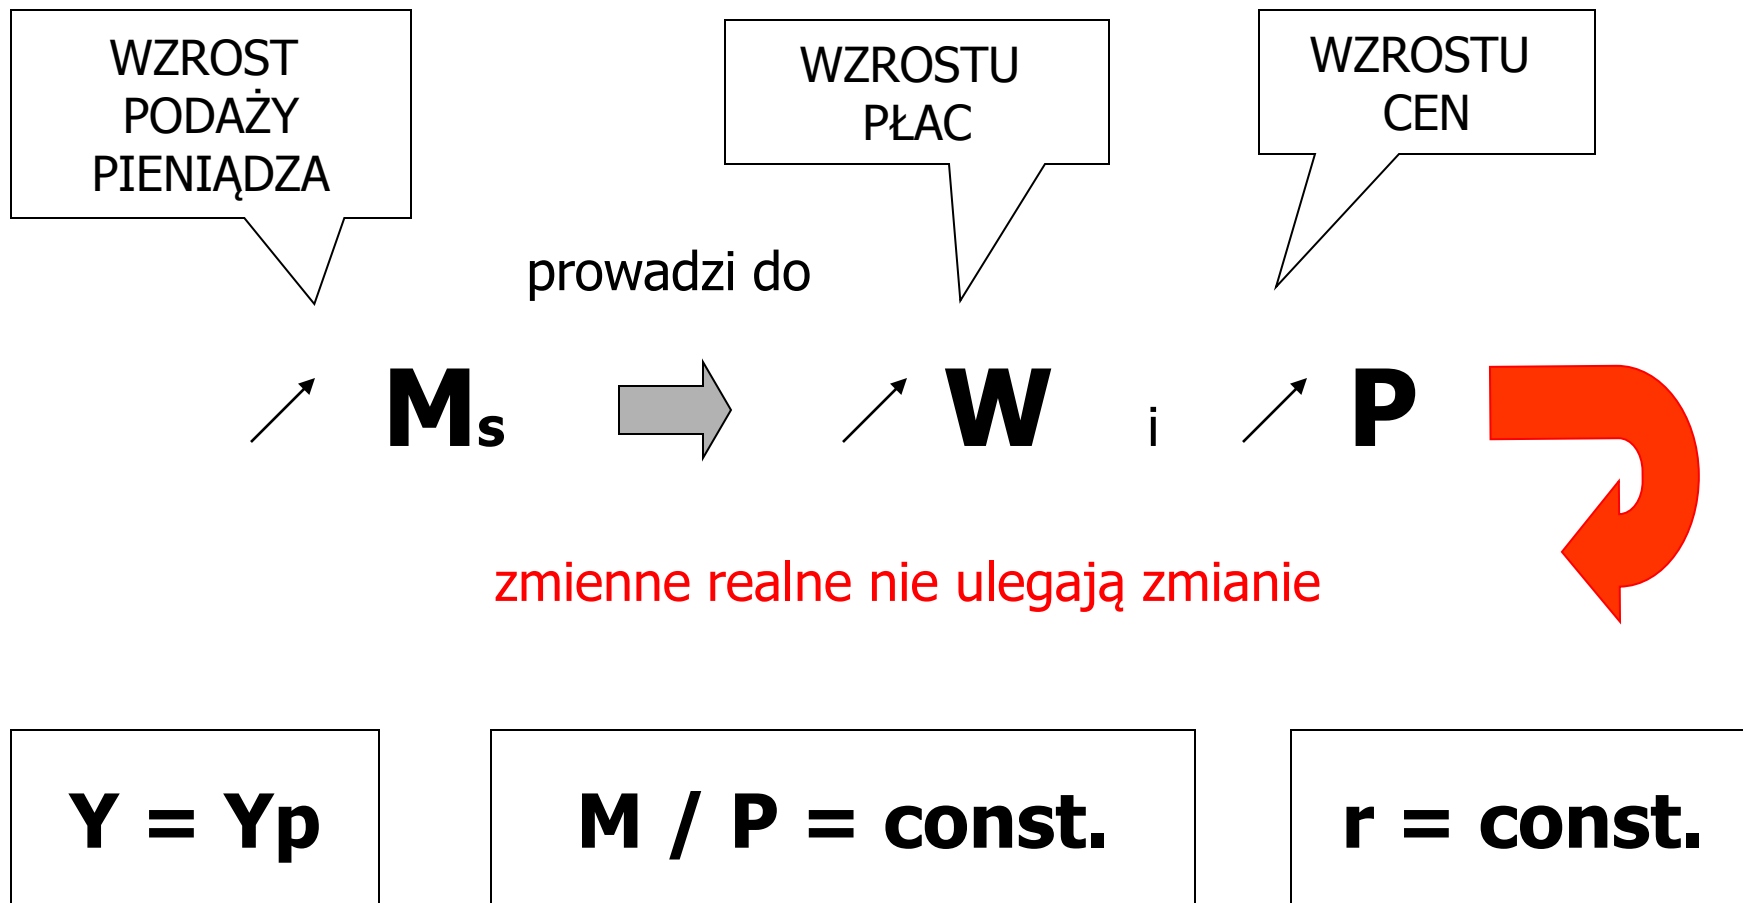 WZROST
PODAŻY
PIENIĄDZA
WZROSTU
PŁAC
WZROSTU
CEN
prowadzi do
Ms W i P
zmienne realne nie ulegają zmianie
Y = Yp M / P = const. r = const.